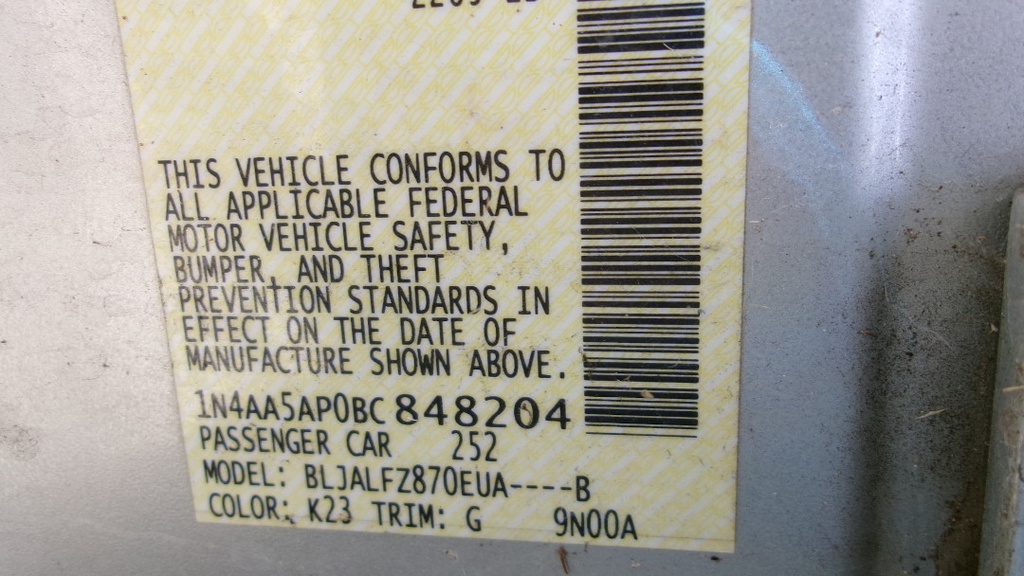 THIS VEHICLE CONFORMS TO
ALL APPLICABLE FEDERAL
MOTOR VEHICLE SAFETY,
BUMPER, AND THEFT
PREVENTION STANDARDS IN
EFFECT ON THE DATE OF
MANUFACTURE SHOWN ABOVE.
1N4AA5AP0BC848204
PASSENGER CAR 252
MODEL: BLJALFZ870EUA----B
COLOR: K23 TRIM: G 9N00A